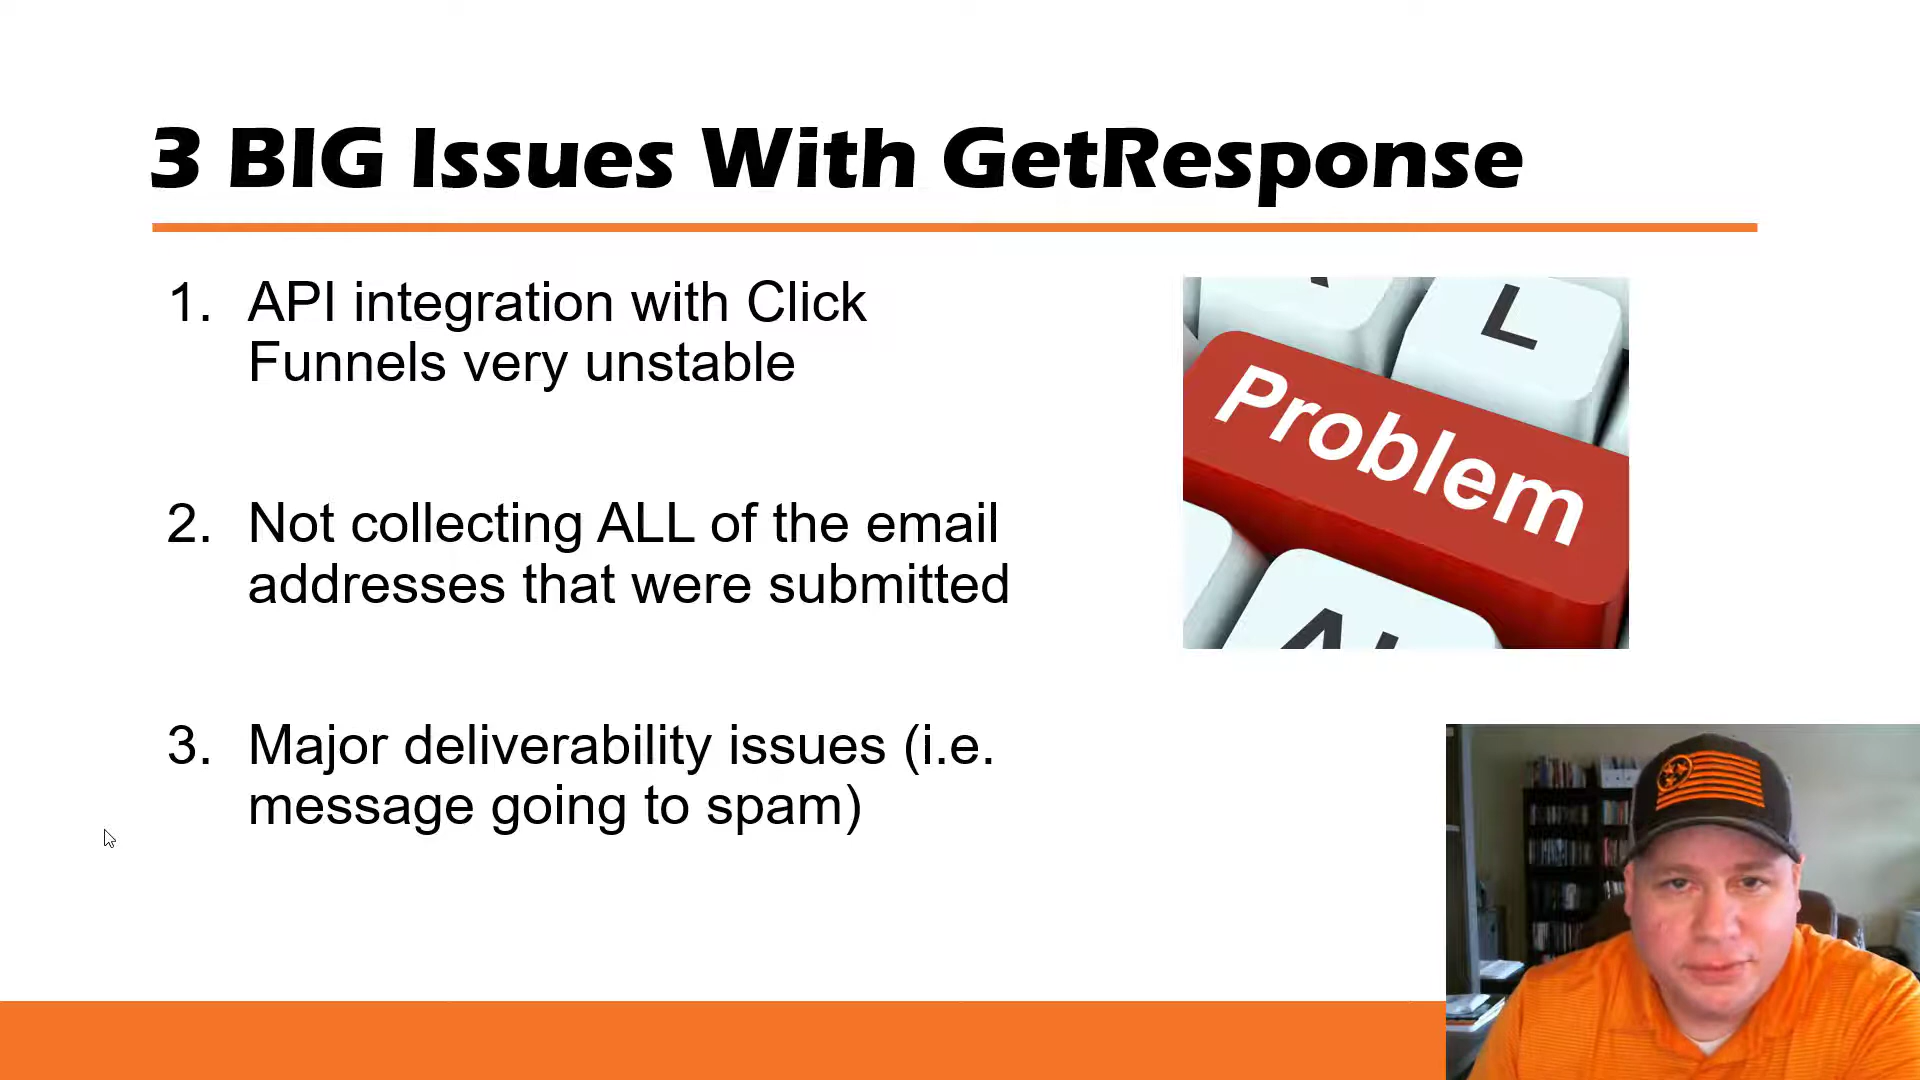 3 BIG Issues With GetResponse
1. API integration with Click
Funnels very unstable
2. Not collecting ALL of the email
addresses that were submitted
3. Major deliverability issues (i.e.
message going to spam)
L
Problem